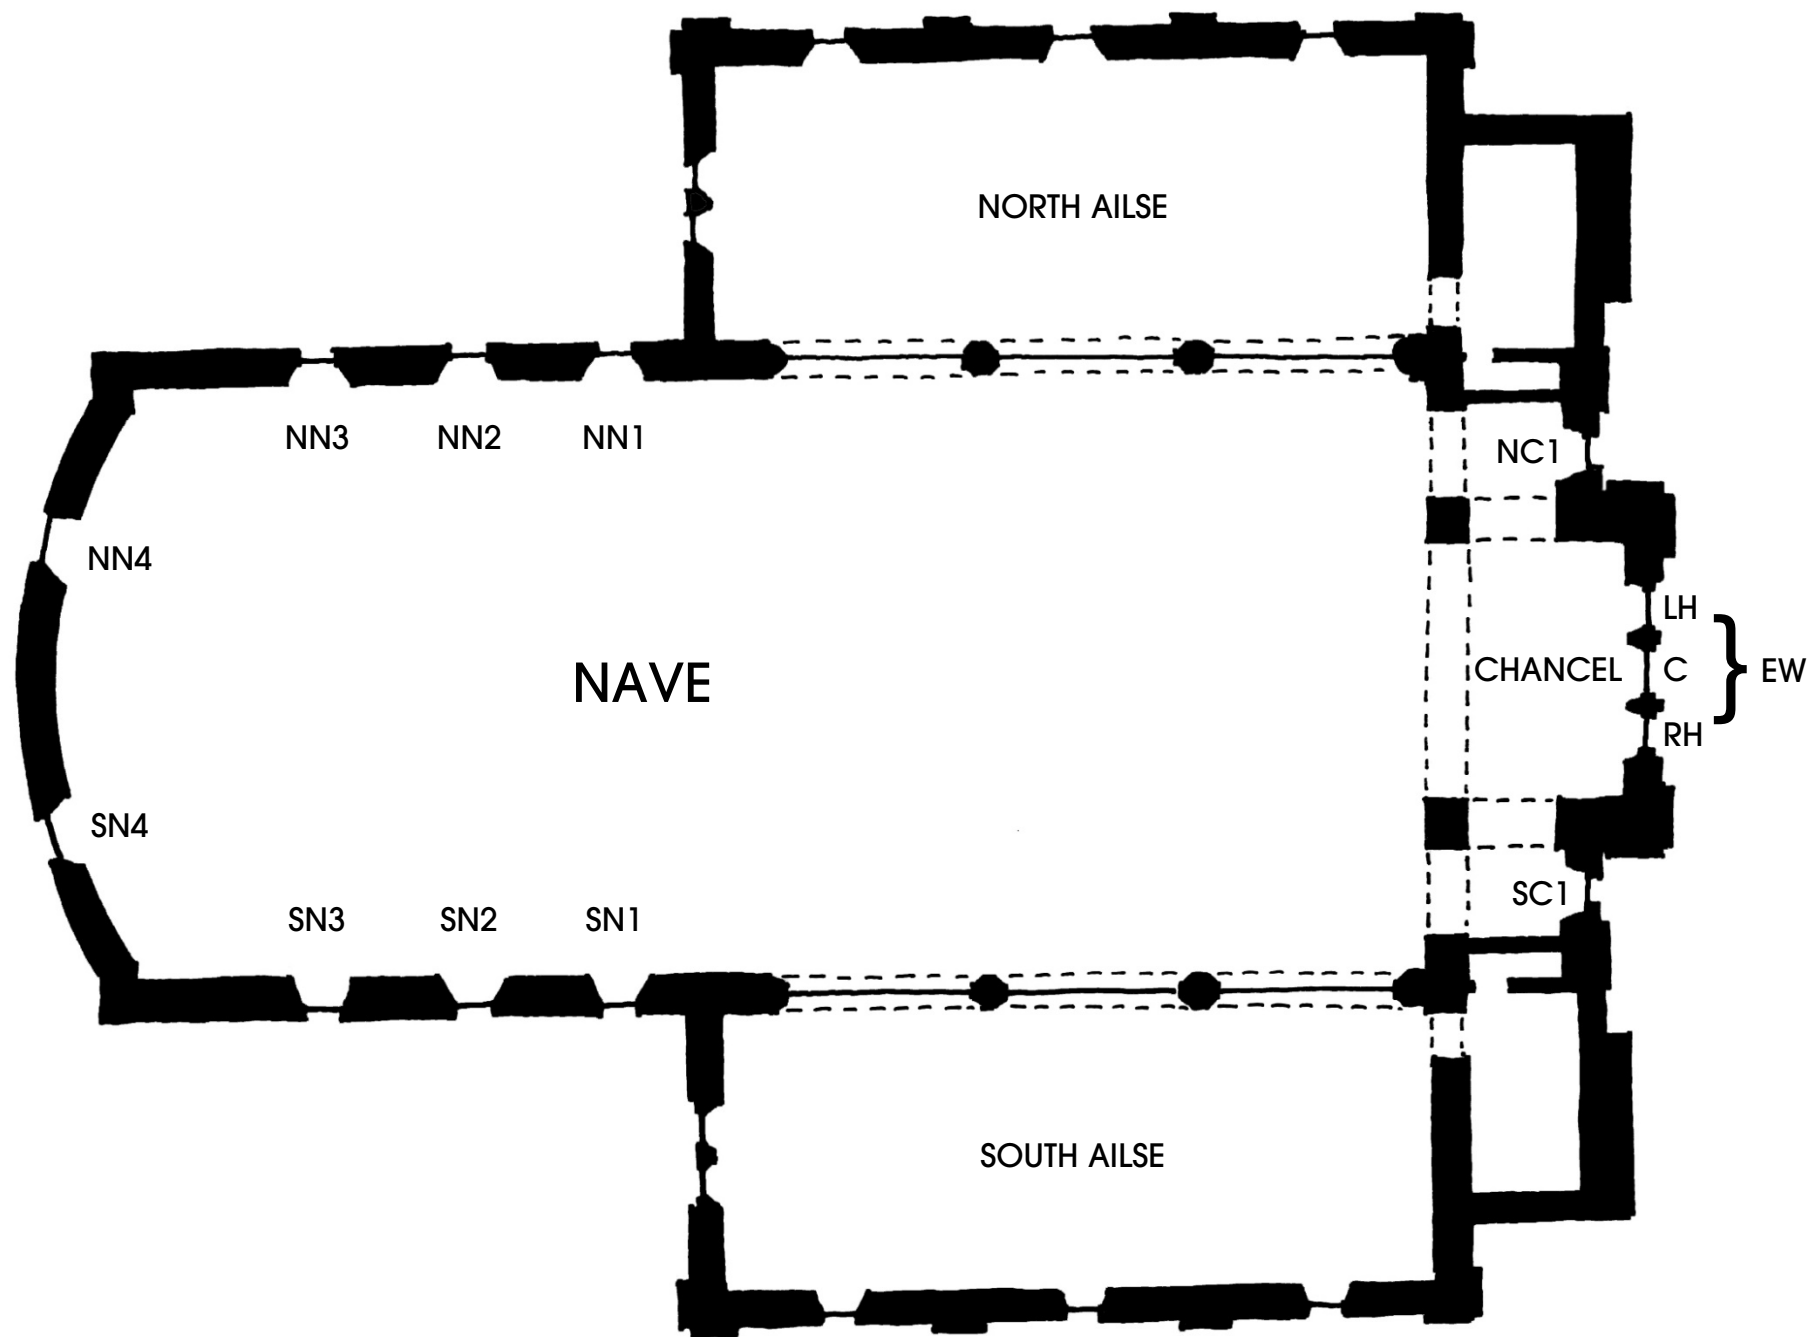 NORTH AILSE
NN3 NN2 NN1
NC1
NN4
LH
NAVE
CHANCEL C } EW
RH
SN4
SC1
SN3 SN2 SN1
SOUTH AILSE